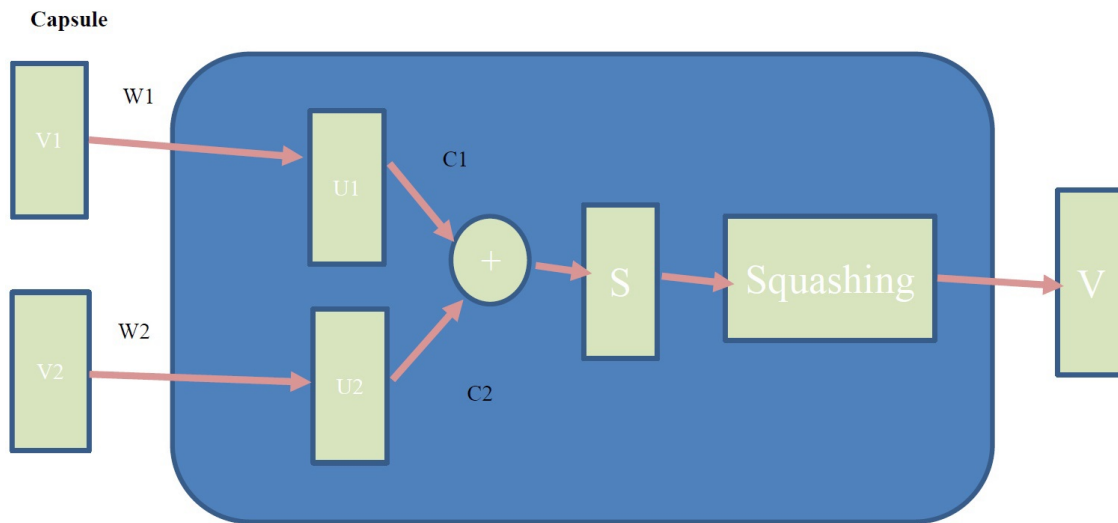 Capsule
W1
V1
U1
C1
+
S
Squashing
V
W2
V2
U2
C2